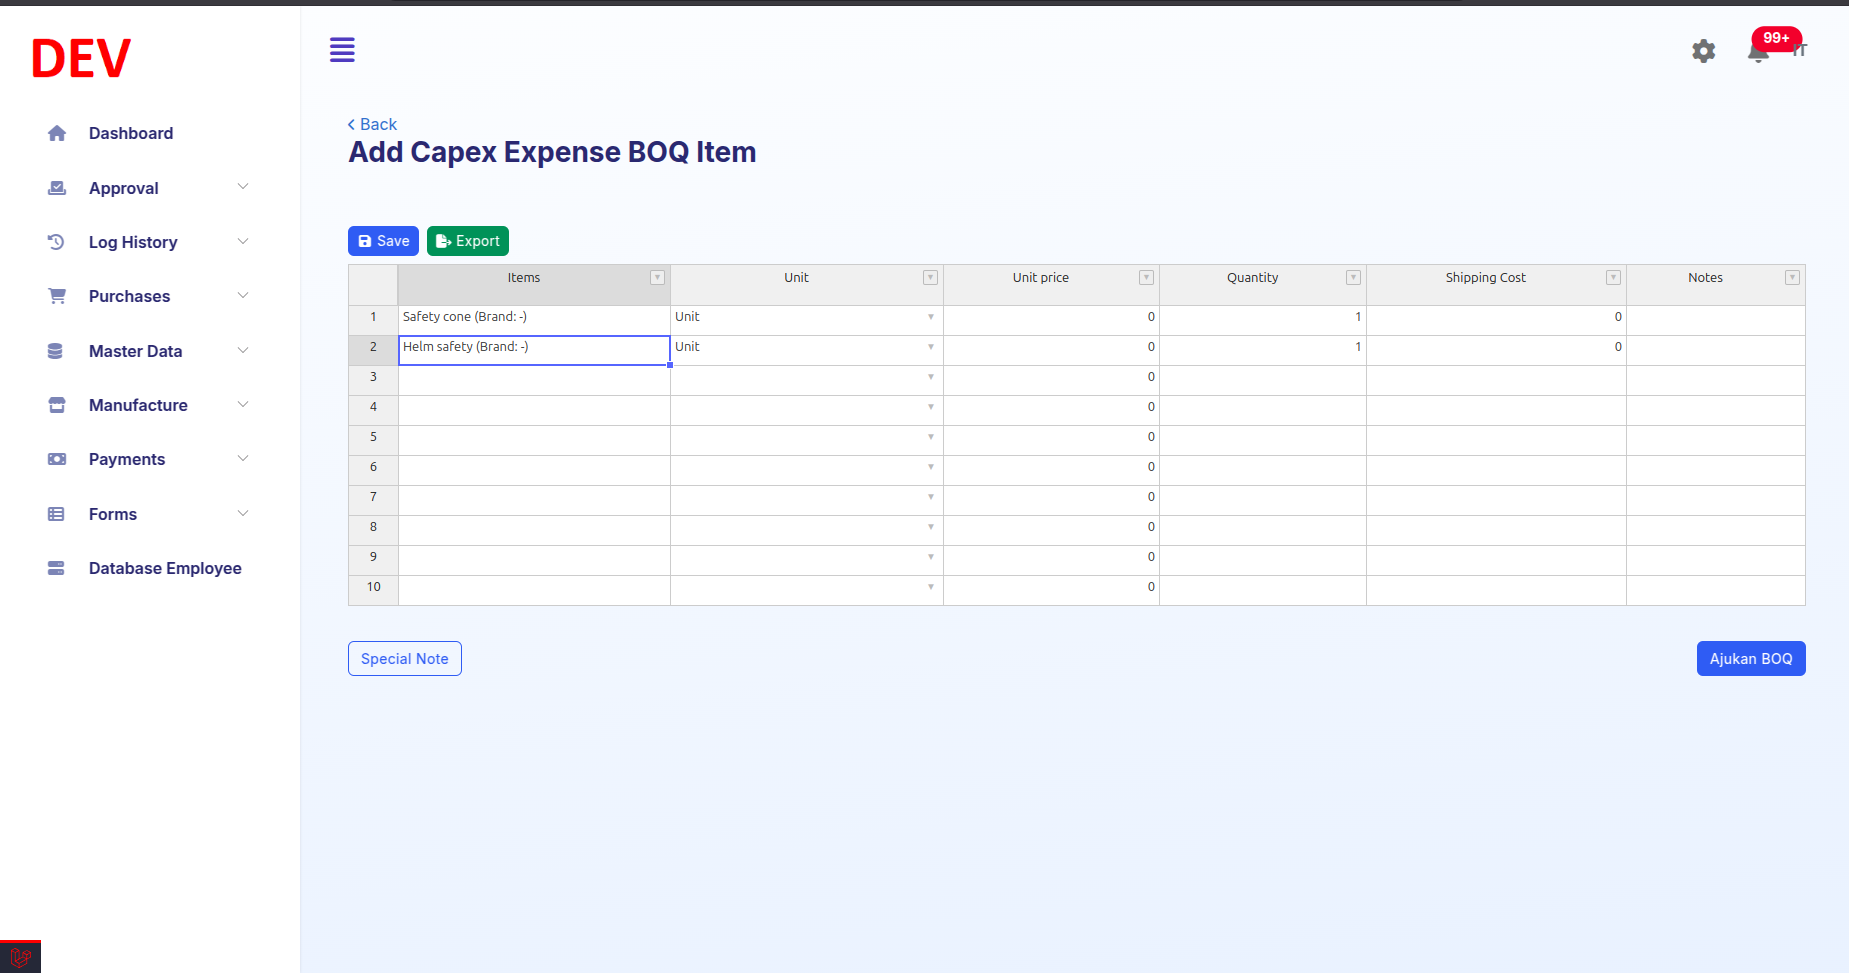 DEV
99+
IT
Dashboard
Approval
Log History
Purchases
Master Data
Manufacture
Payments
Forms
Database Employee
Back
Add Capex Expense BOQ Item
Save Export
Items Unit Unit price Quantity Shipping Cost Notes
1 Safety cone (Brand: -) Unit 0 1 0
2 Helm safety (Brand: -) Unit 0 1 0
3 0
4 0
5 0
6 0
7 0
8 0
9 0
10 0
Special Note Ajukan BOQ